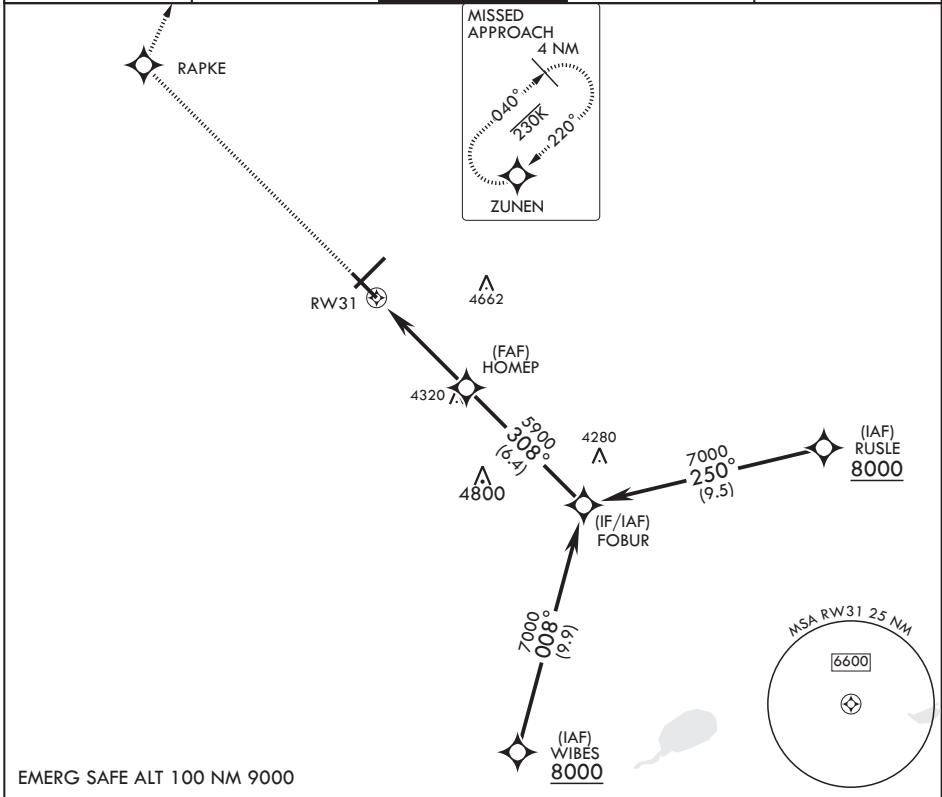 MISSED
APPROACH
4 NM
040°
230K
220°
ZUNEN
RAPKE
RW31
4662
(FAF)
HOMEP
4320
5900
308°
(6.4)
4280
4800
7000
250°
(9.5)
(IAF)
RUSLE
8000
(IF/IAF)
FOBUR
7000
008°
(9.9)
MSA RW31 25 NM
6600
(IAF)
WIBES
8000
EMERG SAFE ALT 100 NM 9000